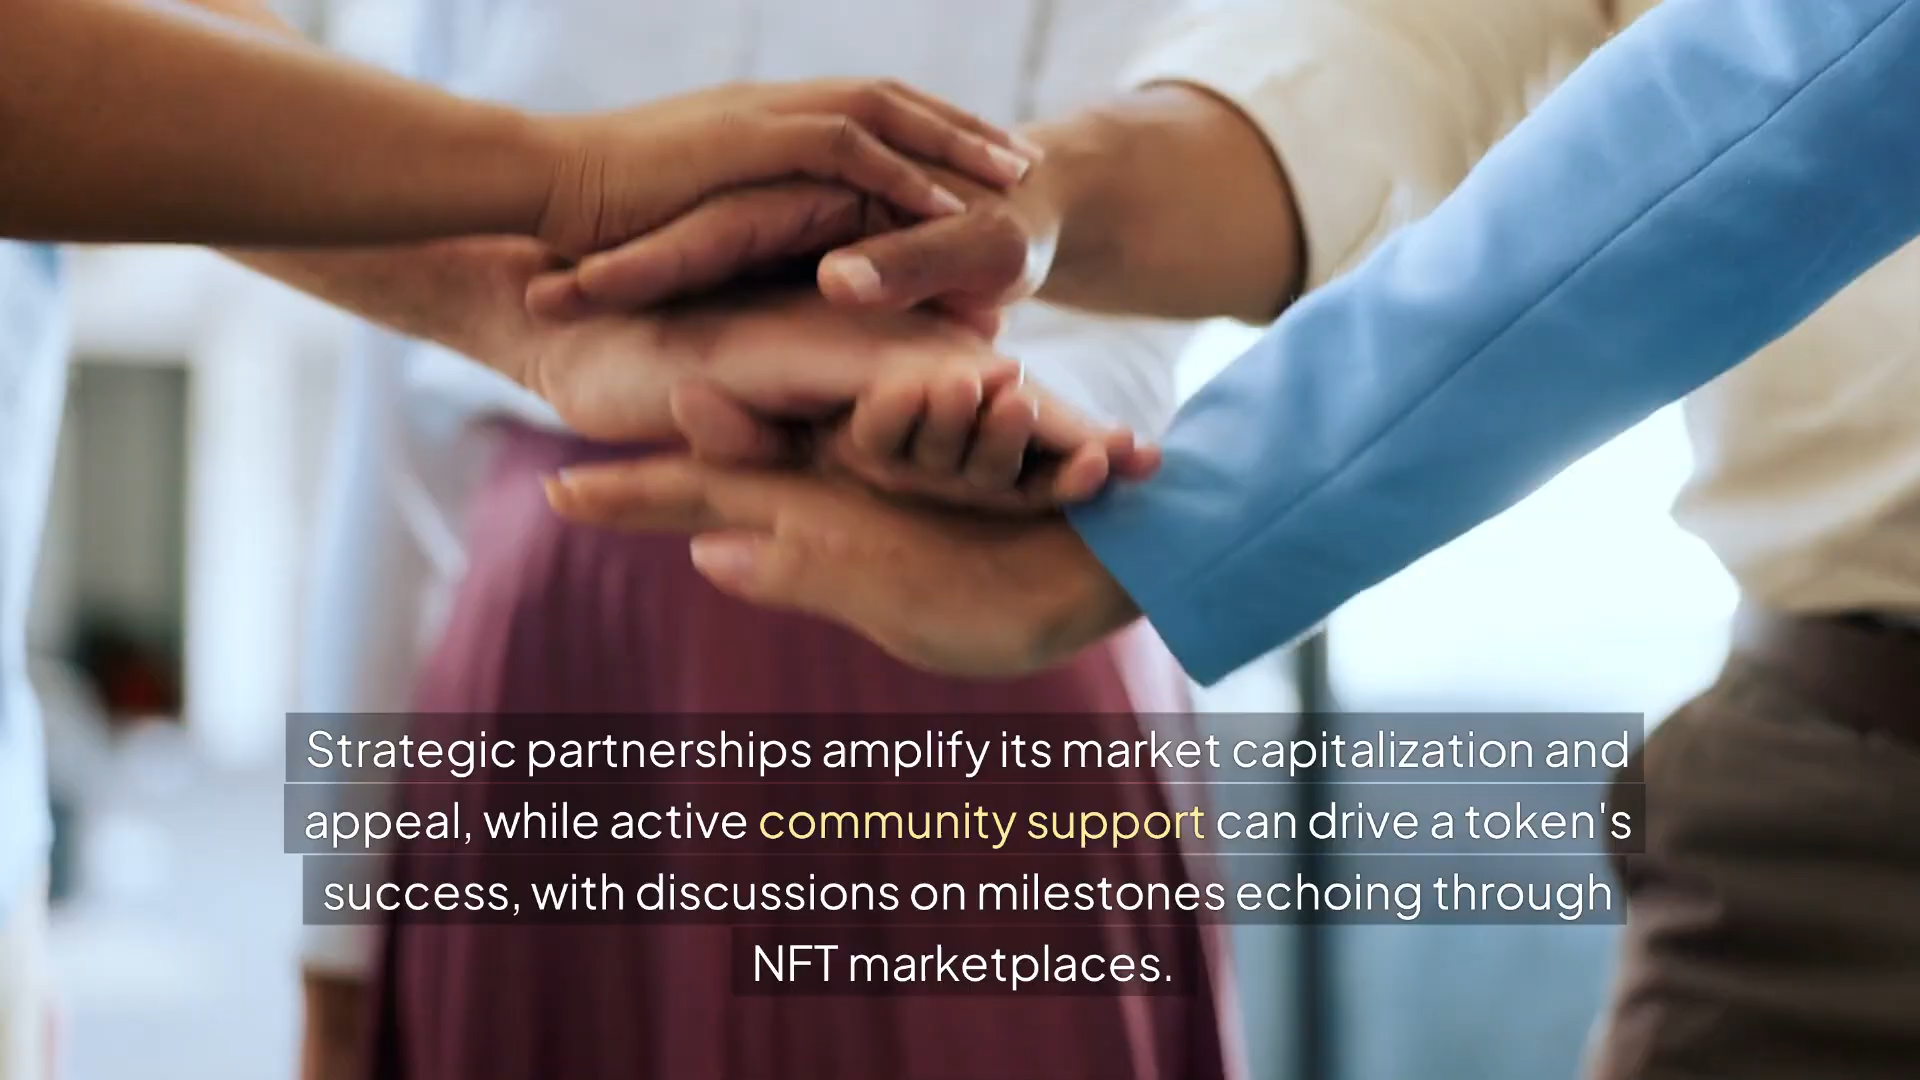 Strategic partnerships amplify its market capitalization and
appeal, while active community support can drive a token's
success, with discussions on milestones echoing through
NFT marketplaces.